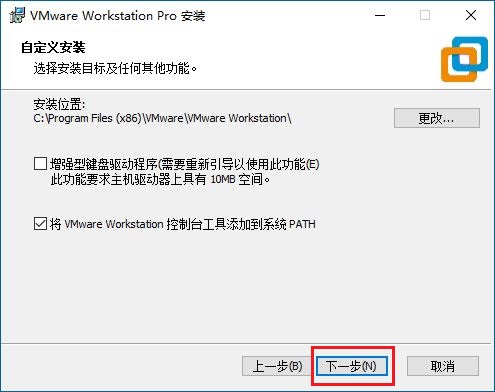 VMware Workstation Pro 安装
自定义安装
选择安装目标及任何其他功能。
安装位置:
C:\Program Files (x86)\VMware\VMware Workstation\
更改...
增强型键盘驱动程序(需要重新引导以使用此功能(E)
此功能要求主机驱动器上具有 10MB 空间。
将 VMware Workstation 控制台工具添加到系统 PATH
上一步(B) 下一步(N) 取消